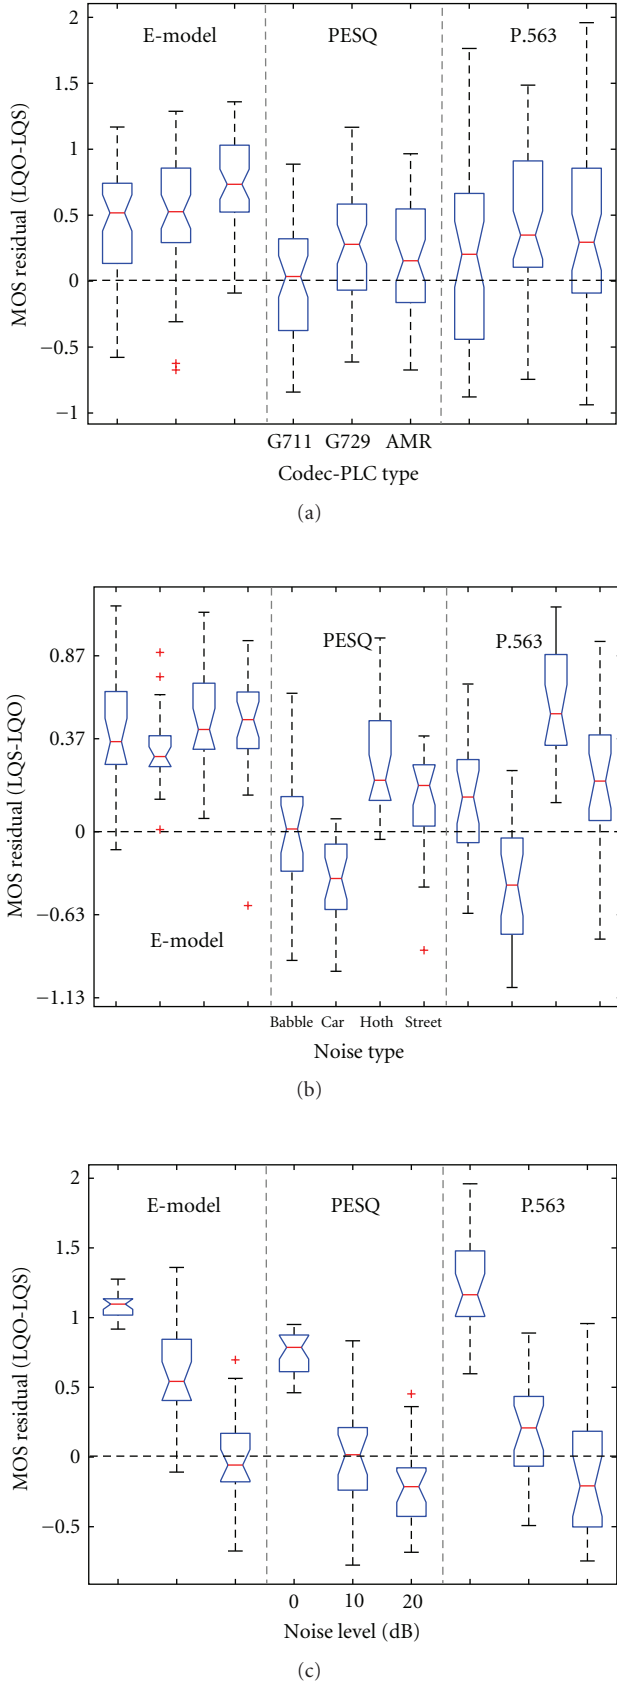 2
1.5
1
0.5
0
−0.5
−1
MOS residual (LQO-LQS)
E-model
PESQ
P.563
G711 G729 AMR
Codec-PLC type
(a)
0.87
0.37
0
−0.63
−1.13
MOS residual (LQS-LQO)
PESQ
P.563
E-model
Babble Car Hoth Street
Noise type
(b)
2
1.5
1
0.5
0
−0.5
MOS residual (LQO-LQS)
E-model
PESQ
P.563
0 10 20
Noise level (dB)
(c)